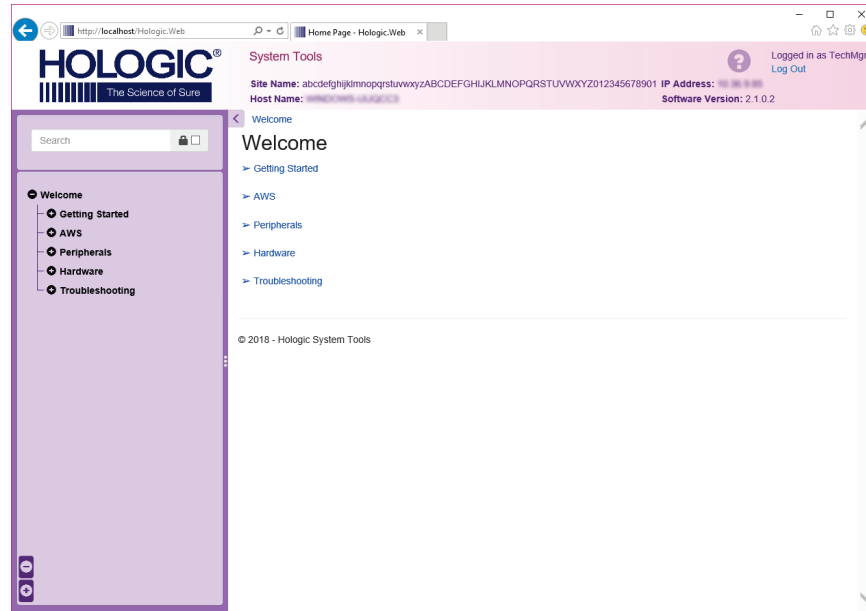 http://localhost/Hologic.Web
Home Page - Hologic.Web
HOLOGIC®
The Science of Sure
System Tools
Logged in as TechMgr
Log Out
Site Name: abcdefghijklmnopqrstuvwxyzABCDEFGHIJKLMNOPQRSTUVWXYZ012345678901 IP Address:
Host Name:
Software Version: 2.1.0.2
Search
Welcome
Getting Started
AWS
Peripherals
Hardware
Troubleshooting
Welcome
Welcome
➢ Getting Started
➢ AWS
➢ Peripherals
➢ Hardware
➢ Troubleshooting
© 2018 - Hologic System Tools